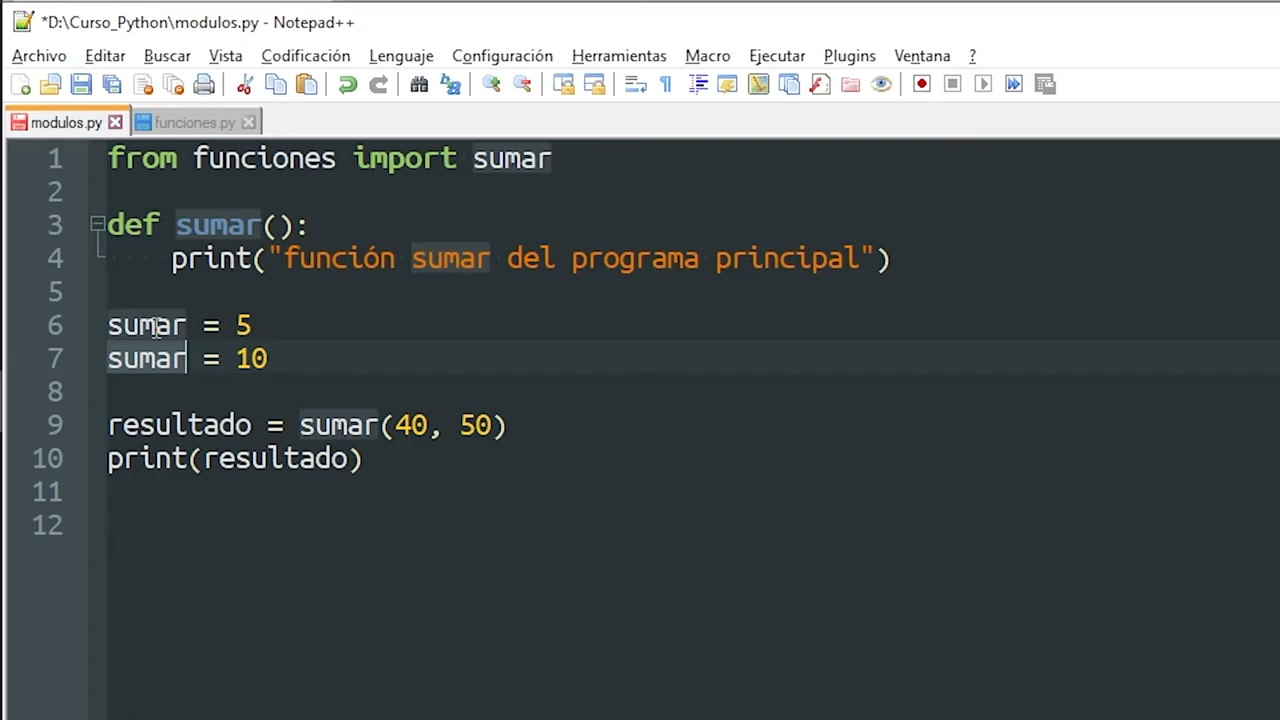 *D:\Curso_Python\modulos.py - Notepad++
Archivo Editar Buscar Vista Codificación Lenguaje Configuración Herramientas Macro Ejecutar Plugins Ventana ?
modulos.py funciones.py
1 from funciones import sumar
2
3 def sumar():
4 print("función sumar del programa principal")
5
6 sumar = 5
7 sumar = 10
8
9 resultado = sumar(40, 50)
10 print(resultado)
11
12